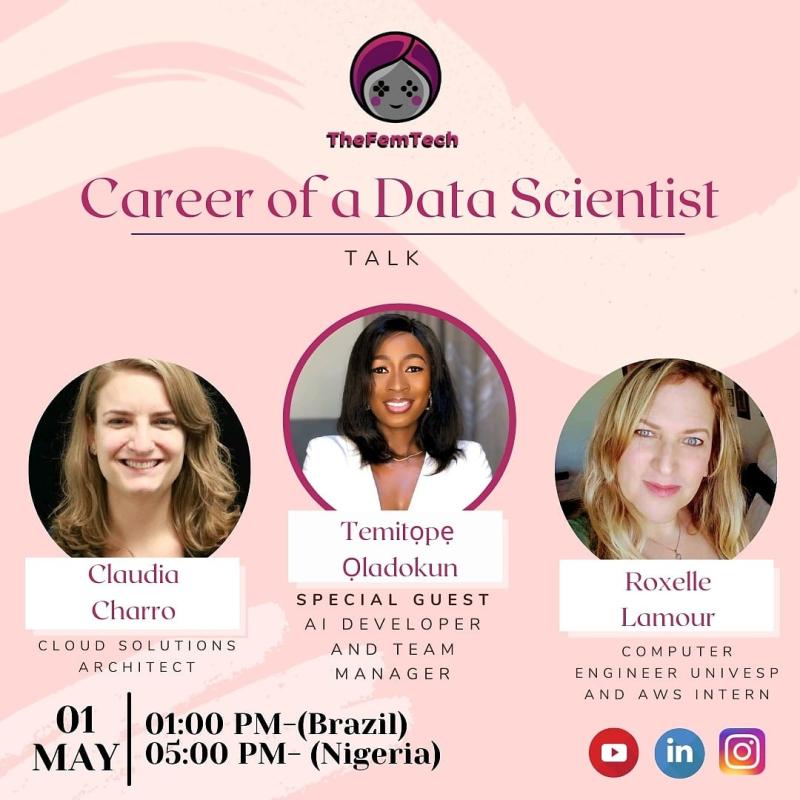 TheFemTech
Career of a Data Scientist
TALK
Claudia
Charro
CLOUD SOLUTIONS
ARCHITECT
Temitọpẹ
Ọladokun
SPECIAL GUEST
AI DEVELOPER
AND TEAM
MANAGER
Roxelle
Lamour
COMPUTER
ENGINEER UNIVESP
AND AWS INTERN
01
MAY
01:00 PM-(Brazil)
05:00 PM- (Nigeria)
in